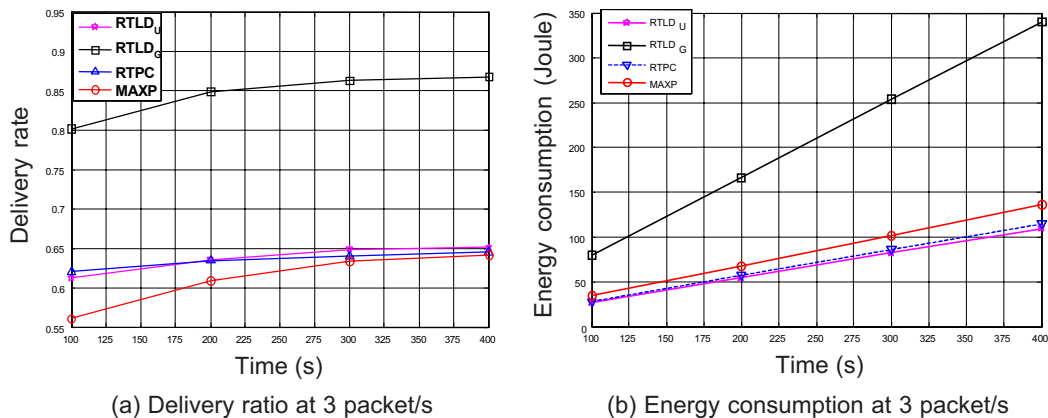 RTLD U
RTLD G
RTPC
MAXP
0.95
0.9
0.85
0.8
0.75
0.7
0.65
0.6
0.55
Delivery rate
100 125 150 175 200 225 250 275 300 325 350 375 400
Time (s)
(a) Delivery ratio at 3 packet/s
RTLD U
RTLD G
RTPC
MAXP
350
300
250
200
150
100
50
0
Energy consumption (Joule)
100 125 150 175 200 225 250 275 300 325 350 375 400
Time (s)
(b) Energy consumption at 3 packet/s